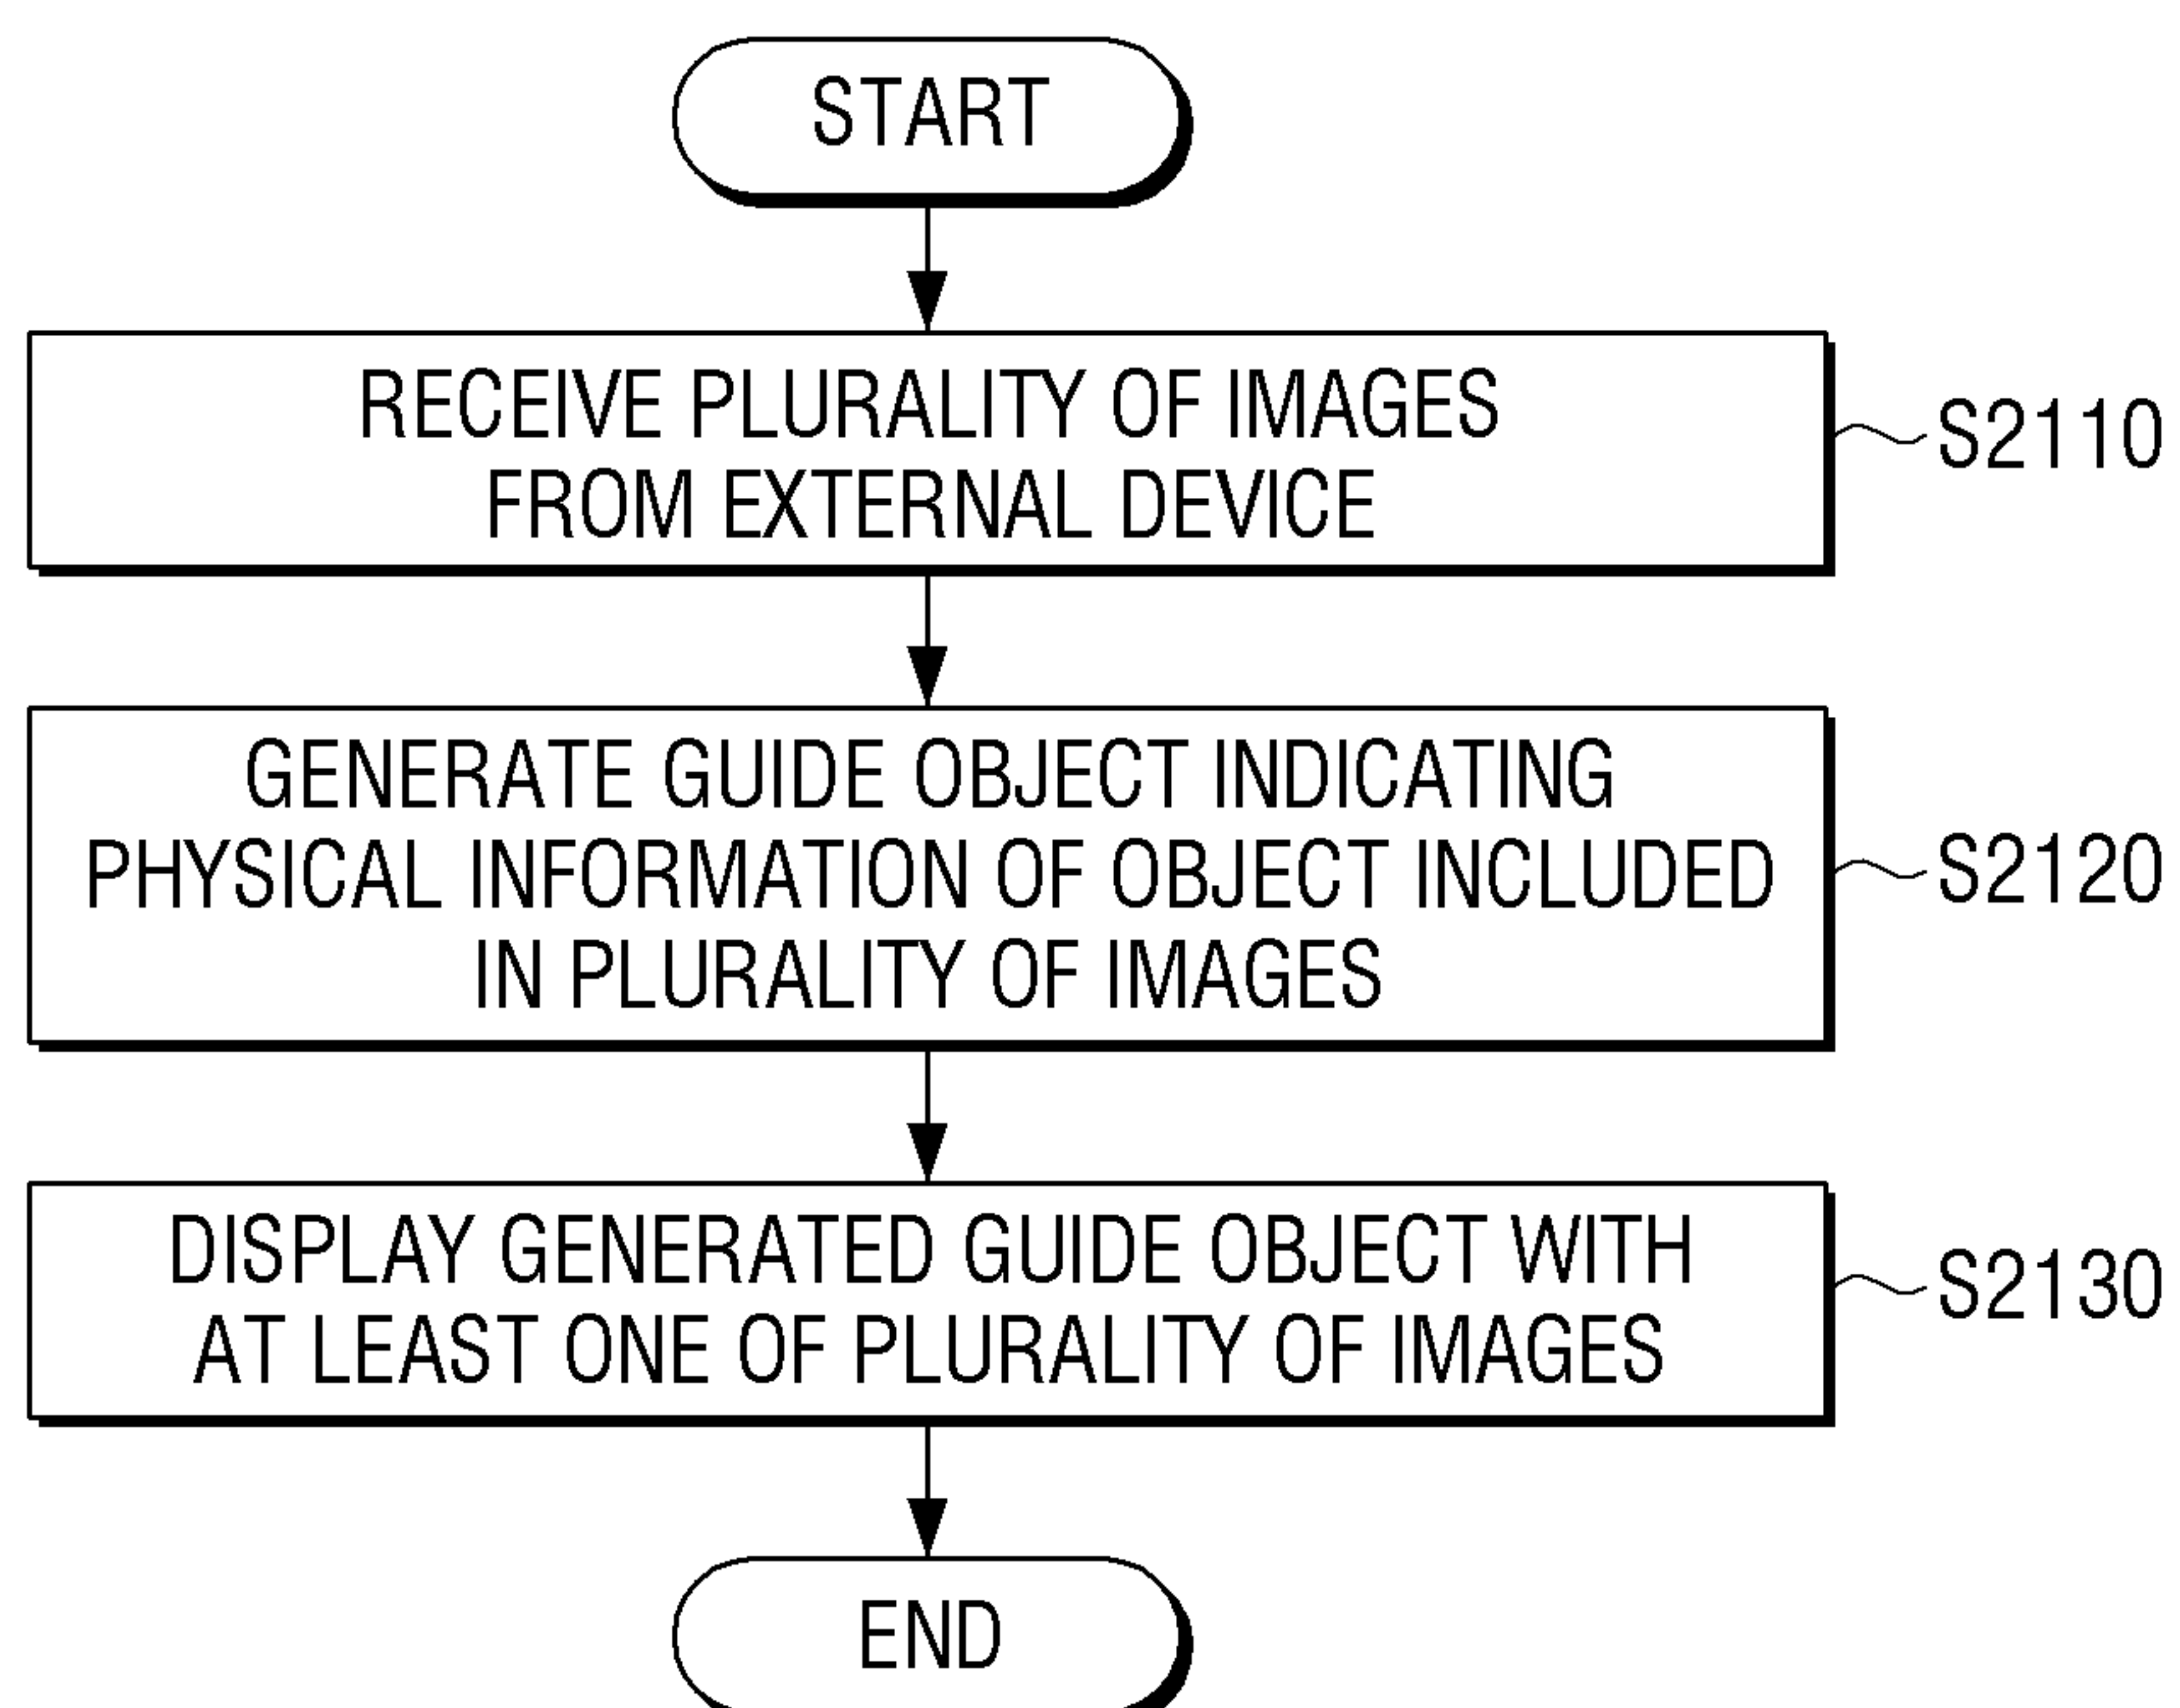 START
RECEIVE PLURALITY OF IMAGES
FROM EXTERNAL DEVICE
S2110
GENERATE GUIDE OBJECT INDICATING
PHYSICAL INFORMATION OF OBJECT INCLUDED
IN PLURALITY OF IMAGES
S2120
DISPLAY GENERATED GUIDE OBJECT WITH
AT LEAST ONE OF PLURALITY OF IMAGES
S2130
END